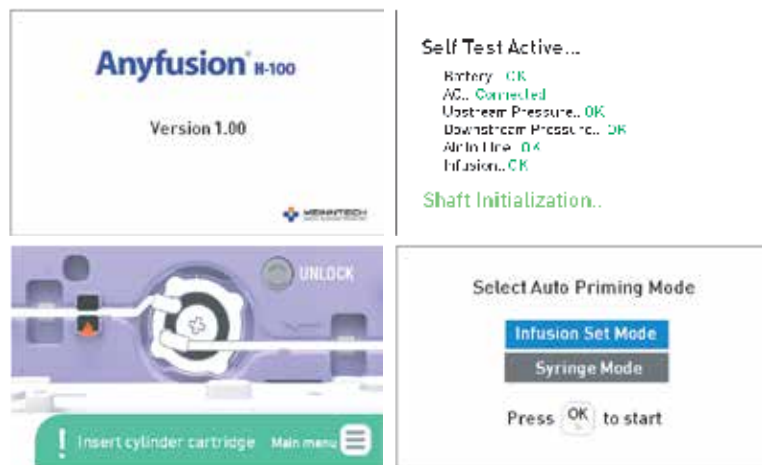 Anyfusion® H-100
Version 1.00
MEINNTECH
Self Test Active...
Battery.. OK
AC.. Connected
Upstream Pressure.. OK
Downstream Pressure.. OK
Air In Line.. OK
Infusion.. OK
Shaft Initialization..
UNLOCK
! Insert cylinder cartridge Main menu
Select Auto Priming Mode
Infusion Set Mode
Syringe Mode
Press OK to start